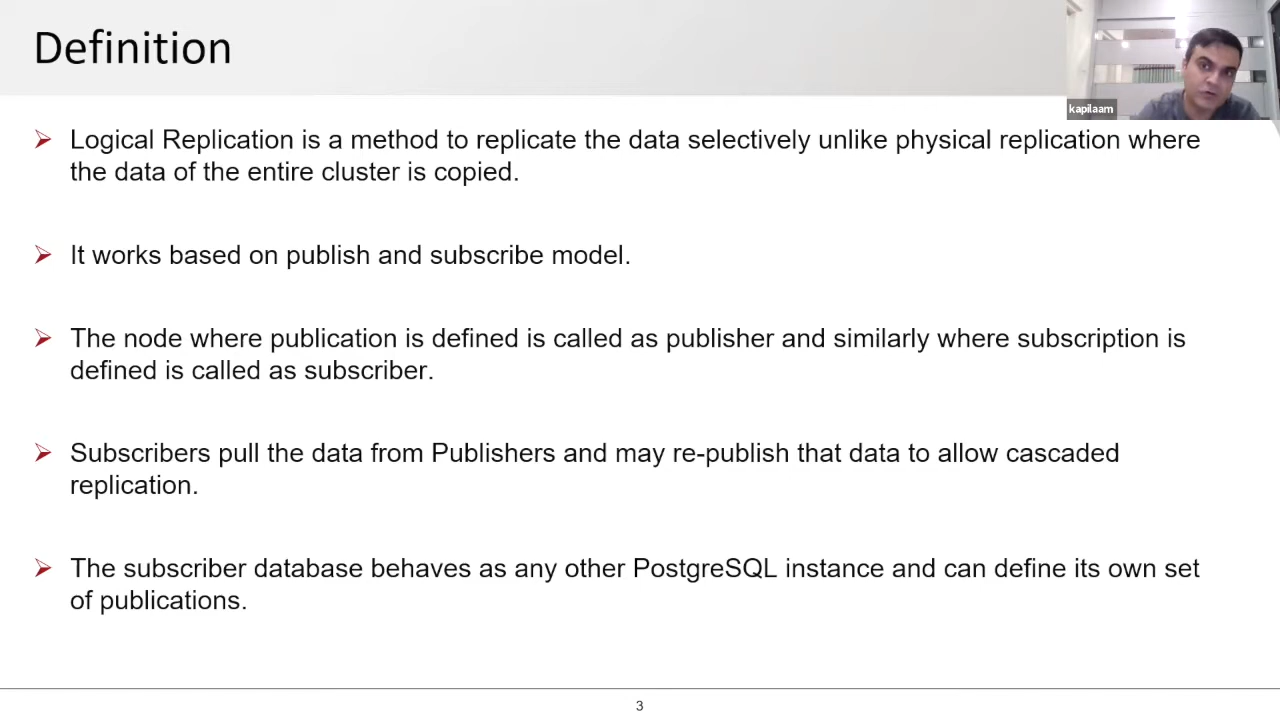 Definition
kapilaam
Logical Replication is a method to replicate the data selectively unlike physical replication where
the data of the entire cluster is copied.
It works based on publish and subscribe model.
The node where publication is defined is called as publisher and similarly where subscription is
defined is called as subscriber.
Subscribers pull the data from Publishers and may re-publish that data to allow cascaded
replication.
The subscriber database behaves as any other PostgreSQL instance and can define its own set
of publications.
3